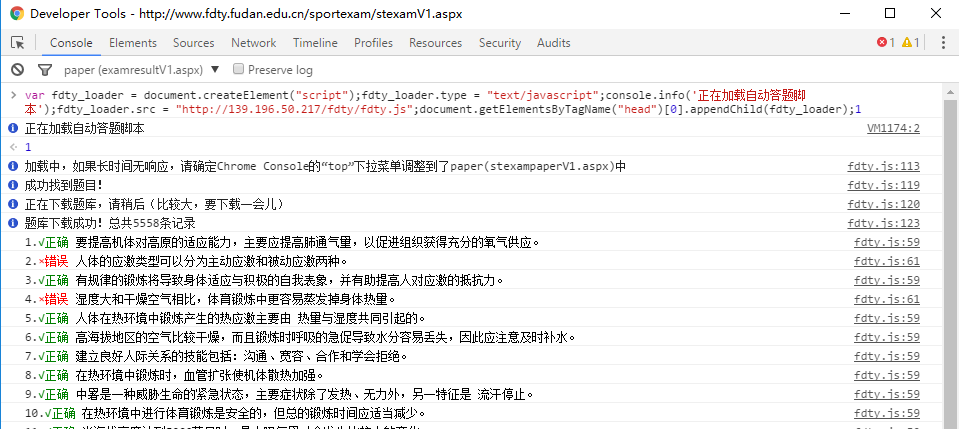 Developer Tools - http://www.fdty.fudan.edu.cn/sportexam/stexamV1.aspx
Console Elements Sources Network Timeline Profiles Resources Security Audits 1 1
paper (examresultV1.aspx) ▼ Preserve log
> var fdty_loader = document.createElement("script");fdty_loader.type = "text/javascript";console.info('正在加载自动答题脚
本');fdty_loader.src = "http://139.196.50.217/fdty/fdty.js";document.getElementsByTagName("head")[0].appendChild(fdty_loader);1
正在加载自动答题脚本 VM1174:2
1
加载中，如果长时间无响应，请确定Chrome Console的“top”下拉菜单调整到了paper(stexampaperV1.aspx)中 fdty.js:113
成功找到题目! fdty.js:119
正在下载题库，请稍后（比较大，要下载一会儿） fdty.js:120
题库下载成功! 总共5558条记录 fdty.js:123
1.√正确 要提高机体对高原的适应能力，主要应提高肺通气量，以促进组织获得充分的氧气供应。 fdty.js:59
2.×错误 人体的应激类型可以分为主动应激和被动应激两种。 fdty.js:61
3.√正确 有规律的锻炼将导致身体适应与积极的自我表象，并有助提高人对应激的抵抗力。 fdty.js:59
4.×错误 湿度大和干燥空气相比，体育锻炼中更容易蒸发掉身体热量。 fdty.js:61
5.√正确 人体在热环境中锻炼产生的热应激主要由 热量与湿度共同引起的。 fdty.js:59
6.√正确 高海拔地区的空气比较干燥，而且锻炼时呼吸的急促导致水分容易丢失，因此应注意及时补水。 fdty.js:59
7.√正确 建立良好人际关系的技能包括：沟通、宽容、合作和学会拒绝。 fdty.js:59
8.√正确 在热环境中锻炼时，血管扩张使机体散热加强。 fdty.js:59
9.√正确 中暑是一种威胁生命的紧急状态，主要症状除了发热、无力外，另一特征是 流汗停止。 fdty.js:59
10.√正确 在热环境中进行体育锻炼是安全的，但总的锻炼时间应适当减少。 fdty.js:59